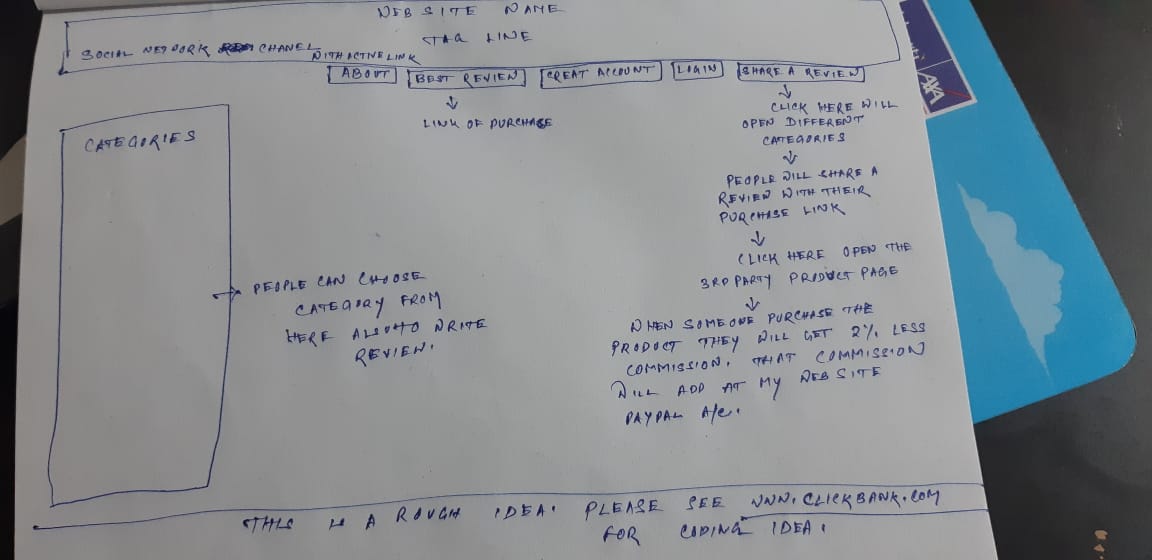 WEB SITE NAME
TAG LINE
SOCIAL NETWORK CHANEL
WITH ACTIVE LINK
ABOUT BEST REVIEW CREAT ACCOUNT LOGIN SHARE A REVIEW
LINK OF PURCHASE
CLICK HERE WILL
OPEN DIFFERENT
CATEGORIES
PEOPLE WILL SHARE A
REVIEW WITH THEIR
PURCHASE LINK
CLICK HERE OPEN THE
3RD PARTY PRODUCT PAGE
WHEN SOMEONE PURCHASE THE
PRODUCT THEY WILL GET 2% LESS
COMMISSION. THAT COMMISSION
WILL ADD AT MY WEB SITE
PAYPAL A/C.
CATEGORIES
PEOPLE CAN CHOOSE
CATEGORY FROM
HERE ALSO TO WRITE
REVIEW.
THIS IS A ROUGH IDEA. PLEASE SEE WWW.CLICKBANK.COM
FOR CODING IDEA.
AXA